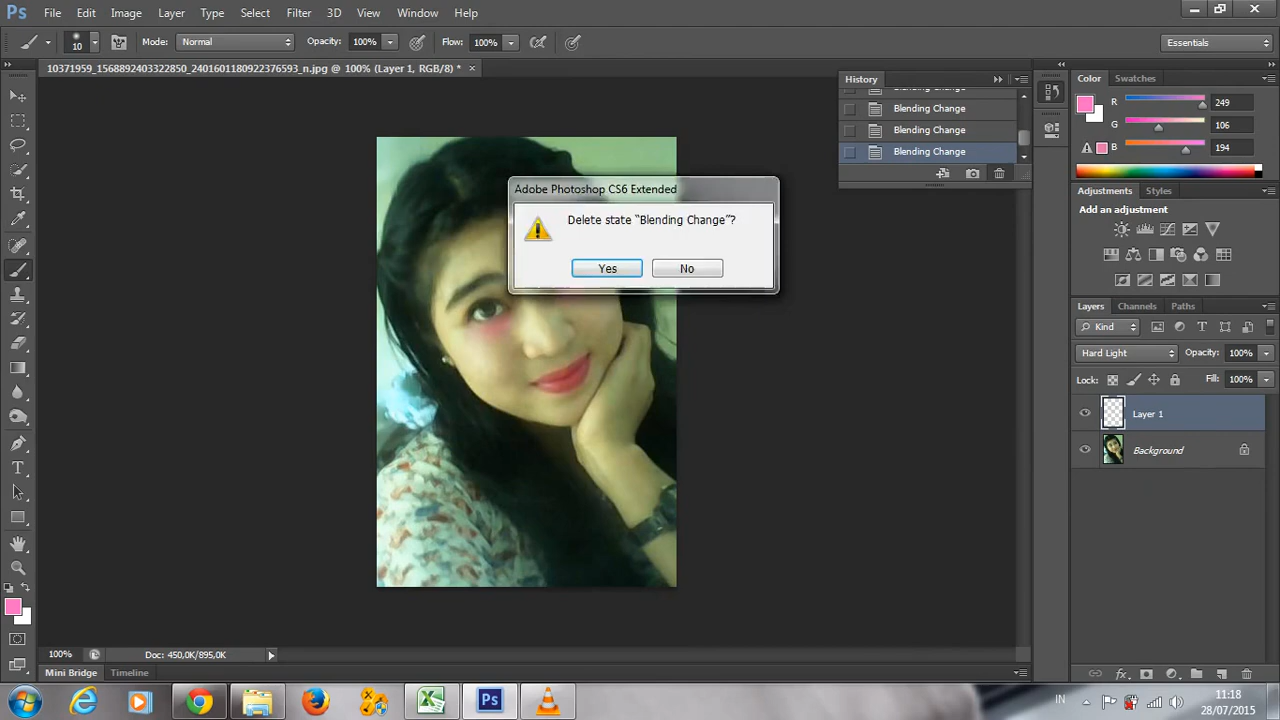 Ps File Edit Image Layer Type Select Filter 3D View Window Help
10 Mode: Normal Opacity: 100% Flow: 100% Essentials
10371959_1568892403322850_2401601180922376593_n.jpg @ 100% (Layer 1, RGB/8) *
History
Blending Change
Blending Change
Blending Change
Blending Change
Adobe Photoshop CS6 Extended
Delete state “Blending Change”?
Yes No
Color Swatches
R 249
G 106
B 194
Adjustments Styles
Add an adjustment
Layers Channels Paths
Kind
Hard Light Opacity: 100%
Lock: Fill: 100%
Layer 1
Background
100% Doc: 450,0K/895,0K
Mini Bridge Timeline
Ps IN 11:18
28/07/2015